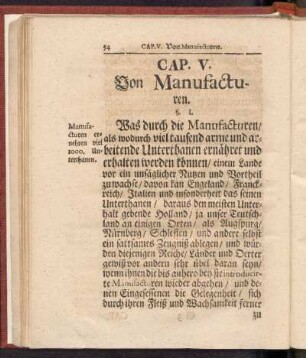 54 CAP. V. Von Manufacturen.
CAP. V.
Von Manufactu-
ren.
§. 1.
Manufa-
cturen er-
nehren viel
1000. Un-
terthanen.
Was durch die Manufacturen/
als wodurch viel tausend arme und ar-
beitende Unterthanen ernähret und
erhalten werden können/ einem Lande
vor ein unsäglicher Nutzen und Vortheil
zuwachse/ davon kan Engeland/ Franck-
reich/ Italien und insonderheit das seinen
Unterthanen/ daraus den meisten Unter-
halt gebende Holland/ ja unser Teutsch-
land an einigen Orten/ als Augspurg/
Nürnberg/ Schlesien/ und andere selbst
ein sattsames Zeugniß ablegen/ und wür-
den diejenigen Reiche/ Länder und Oerter
gewiß vor andern sehr übel daran seyn/
wenn ihnen die bis anhero bey sie introducir-
te Manufacturen wieder abgehen/ und de-
nen Eingesessenen die Gelegenheit/ sich
durch ihren Fleiß und Wachsamkeit ferner
zu